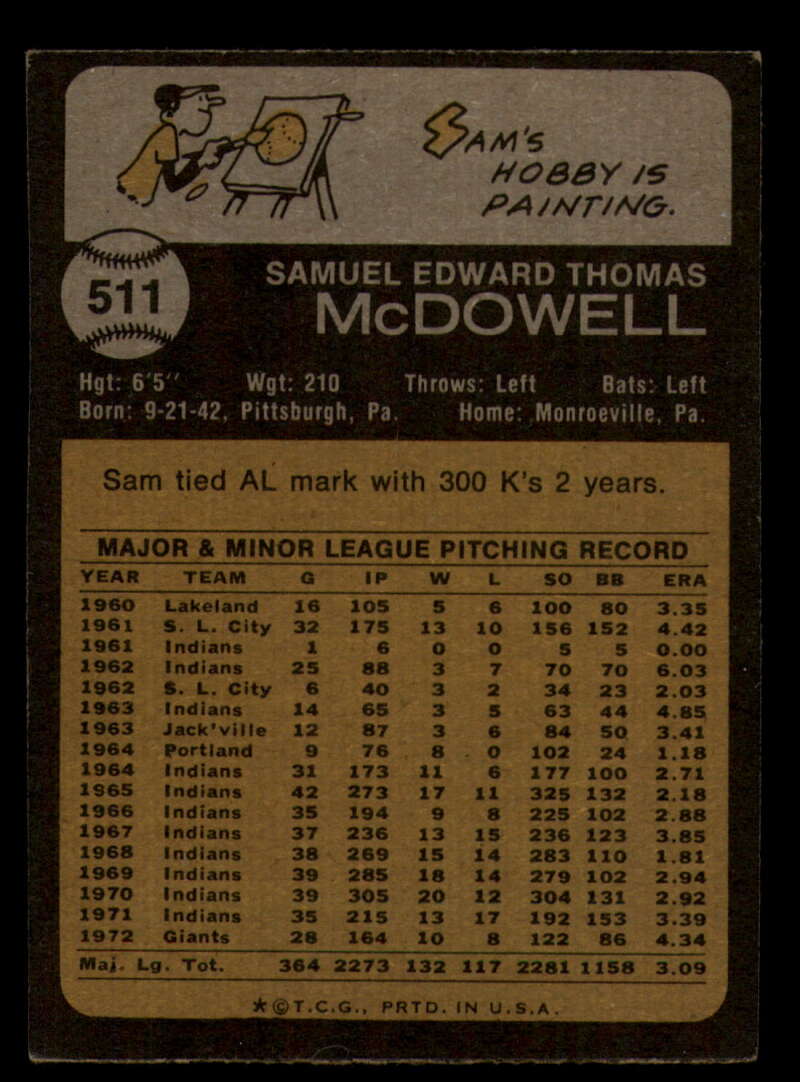 SAM'S
HOBBY IS
PAINTING.
511
SAMUEL EDWARD THOMAS
McDOWELL
Hgt: 6'5" Wgt: 210 Throws: Left Bats: Left
Born: 9-21-42, Pittsburgh, Pa. Home: Monroeville, Pa.
Sam tied AL mark with 300 K's 2 years.
MAJOR & MINOR LEAGUE PITCHING RECORD
YEAR TEAM G IP W L SO BB ERA
1960 Lakeland 16 105 5 6 100 80 3.35
1961 S. L. City 32 175 13 10 156 152 4.42
1961 Indians 1 6 0 0 5 5 0.00
1962 Indians 25 88 3 7 70 70 6.03
1962 S. L. City 6 40 3 2 34 23 2.03
1963 Indians 14 65 3 5 63 44 4.85
1963 Jack'ville 12 87 3 6 84 50 3.41
1964 Portland 9 76 8 0 102 24 1.18
1964 Indians 31 173 11 6 177 100 2.71
1965 Indians 42 273 17 11 325 132 2.18
1966 Indians 35 194 9 8 225 102 2.88
1967 Indians 37 236 13 15 236 123 3.85
1968 Indians 38 269 15 14 283 110 1.81
1969 Indians 39 285 18 14 279 102 2.94
1970 Indians 39 305 20 12 304 131 2.92
1971 Indians 35 215 13 17 192 153 3.39
1972 Giants 28 164 10 8 122 86 4.34
Maj. Lg. Tot. 364 2273 132 117 2281 1158 3.09
*©T.C.G., PRTD. IN U.S.A.